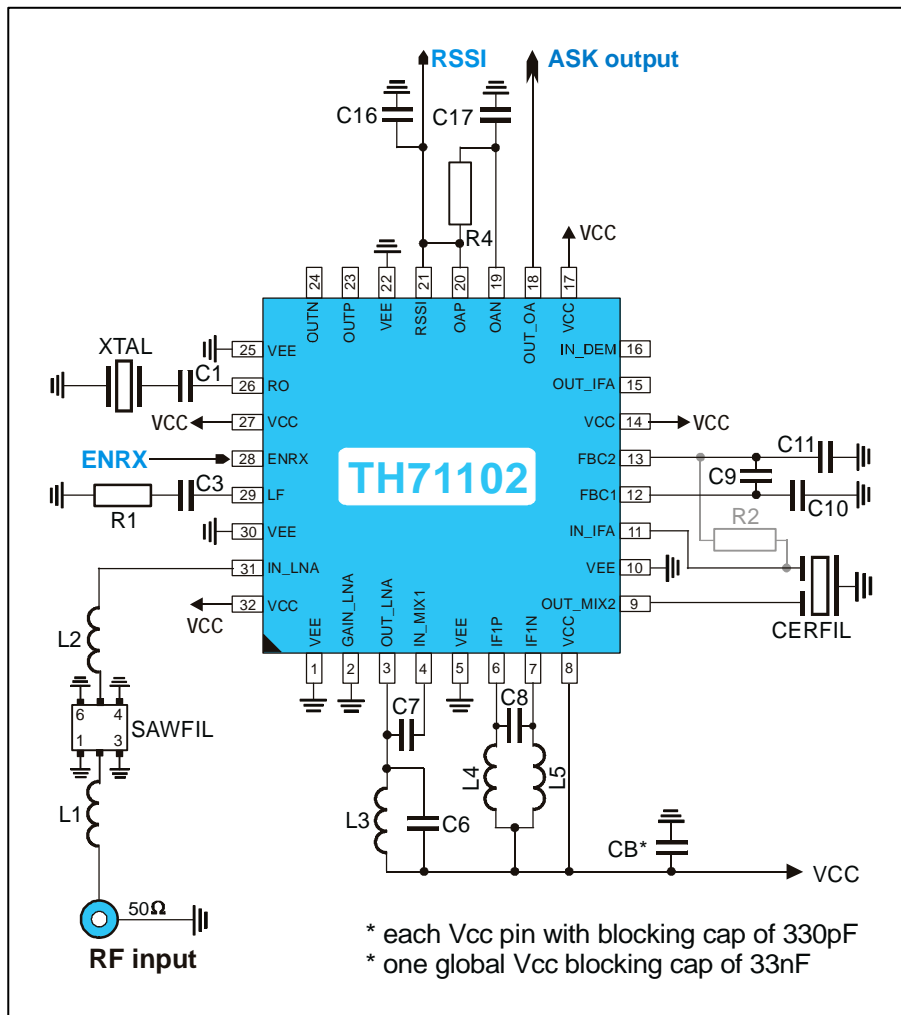 RSSI
ASK output
C16
C17
R4
VCC
24
23
22
21
20
19
18
17
OUTN
OUTP
VEE
RSSI
OAP
OAN
OUT_OA
VCC
XTAL
C1
25
VEE
IN_DEM
16
26
RO
OUT_IFA
15
VCC
27
VCC
VCC
14
VCC
ENRX
28
ENRX
FBC2
13
C11
C9
TH71102
R1
C3
29
LF
FBC1
12
C10
30
VEE
IN_IFA
11
R2
31
IN_LNA
VEE
10
VCC
32
VCC
OUT_MIX2
9
CERFIL
VEE
GAIN_LNA
OUT_LNA
IN_MIX1
VEE
IF1P
IF1N
VCC
1
2
3
4
5
6
7
8
L2
6
4
1
3
SAWFIL
C7
C8
L4
L5
L1
L3
C6
CB*
VCC
50Ω
RF input
* each Vcc pin with blocking cap of 330pF
* one global Vcc blocking cap of 33nF